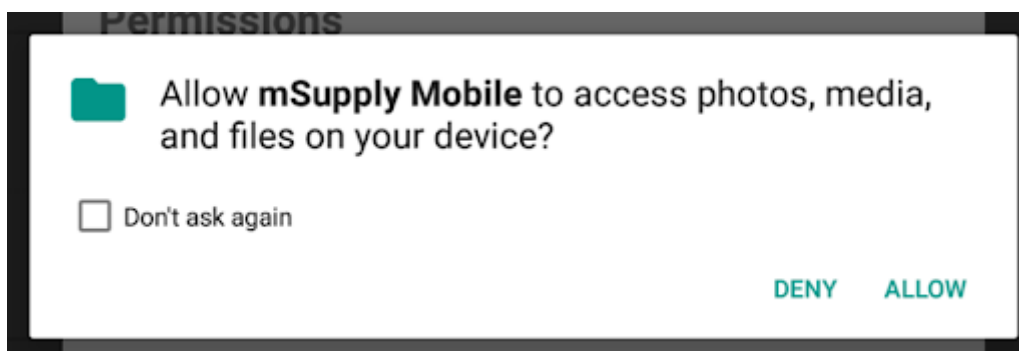 Permissions
Allow mSupply Mobile to access photos, media,
and files on your device?
Don't ask again
DENY ALLOW